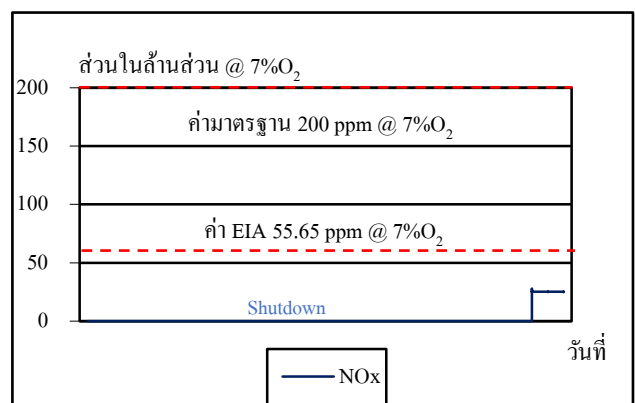 ส่วนในล้านส่วน @ 7%O2
200
ค่ามาตรฐาน 200 ppm @ 7%O2
150
100
ค่า EIA 55.65 ppm @ 7%O2
50
Shutdown
0
วันที่
NOx